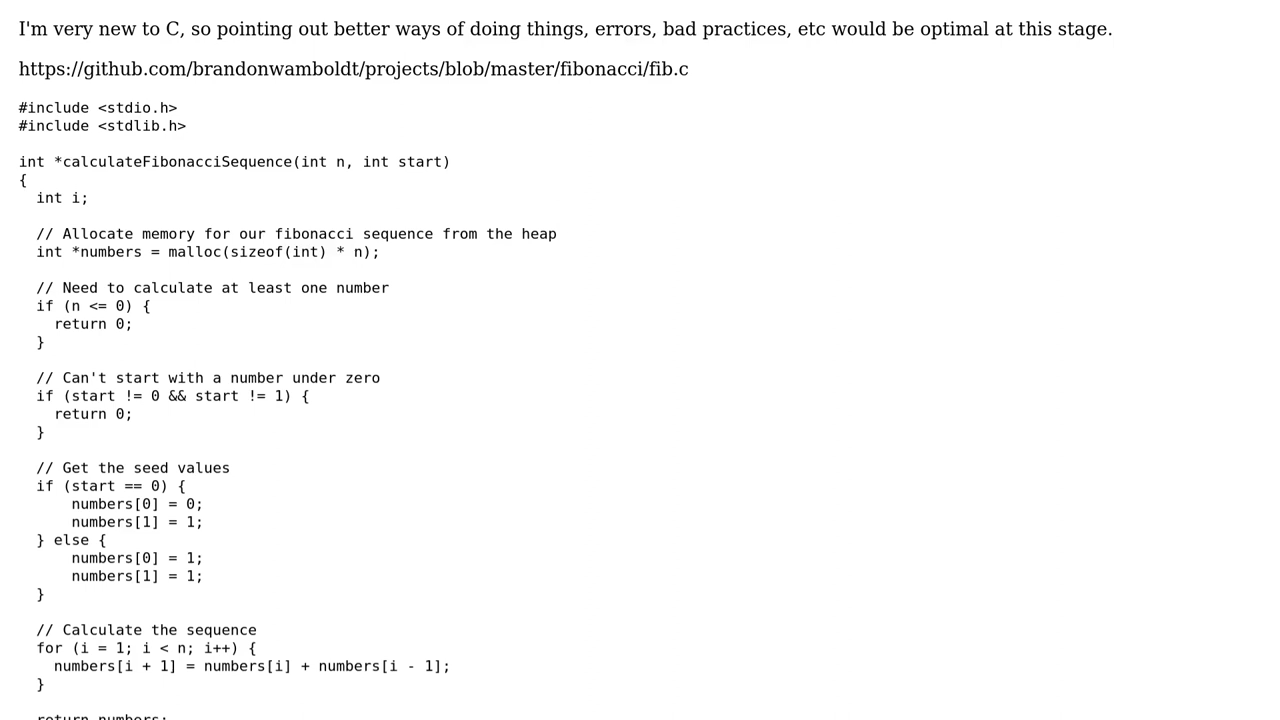 I'm very new to C, so pointing out better ways of doing things, errors, bad practices, etc would be optimal at this stage.
https://github.com/brandonwamboldt/projects/blob/master/fibonacci/fib.c
#include <stdio.h>
#include <stdlib.h>
int *calculateFibonacciSequence(int n, int start)
{
  int i;
  // Allocate memory for our fibonacci sequence from the heap
  int *numbers = malloc(sizeof(int) * n);
  // Need to calculate at least one number
  if (n <= 0) {
    return 0;
  }
  // Can't start with a number under zero
  if (start != 0 && start != 1) {
    return 0;
  }
  // Get the seed values
  if (start == 0) {
      numbers[0] = 0;
      numbers[1] = 1;
  } else {
      numbers[0] = 1;
      numbers[1] = 1;
  }
  // Calculate the sequence
  for (i = 1; i < n; i++) {
    numbers[i + 1] = numbers[i] + numbers[i - 1];
  }
  return numbers;